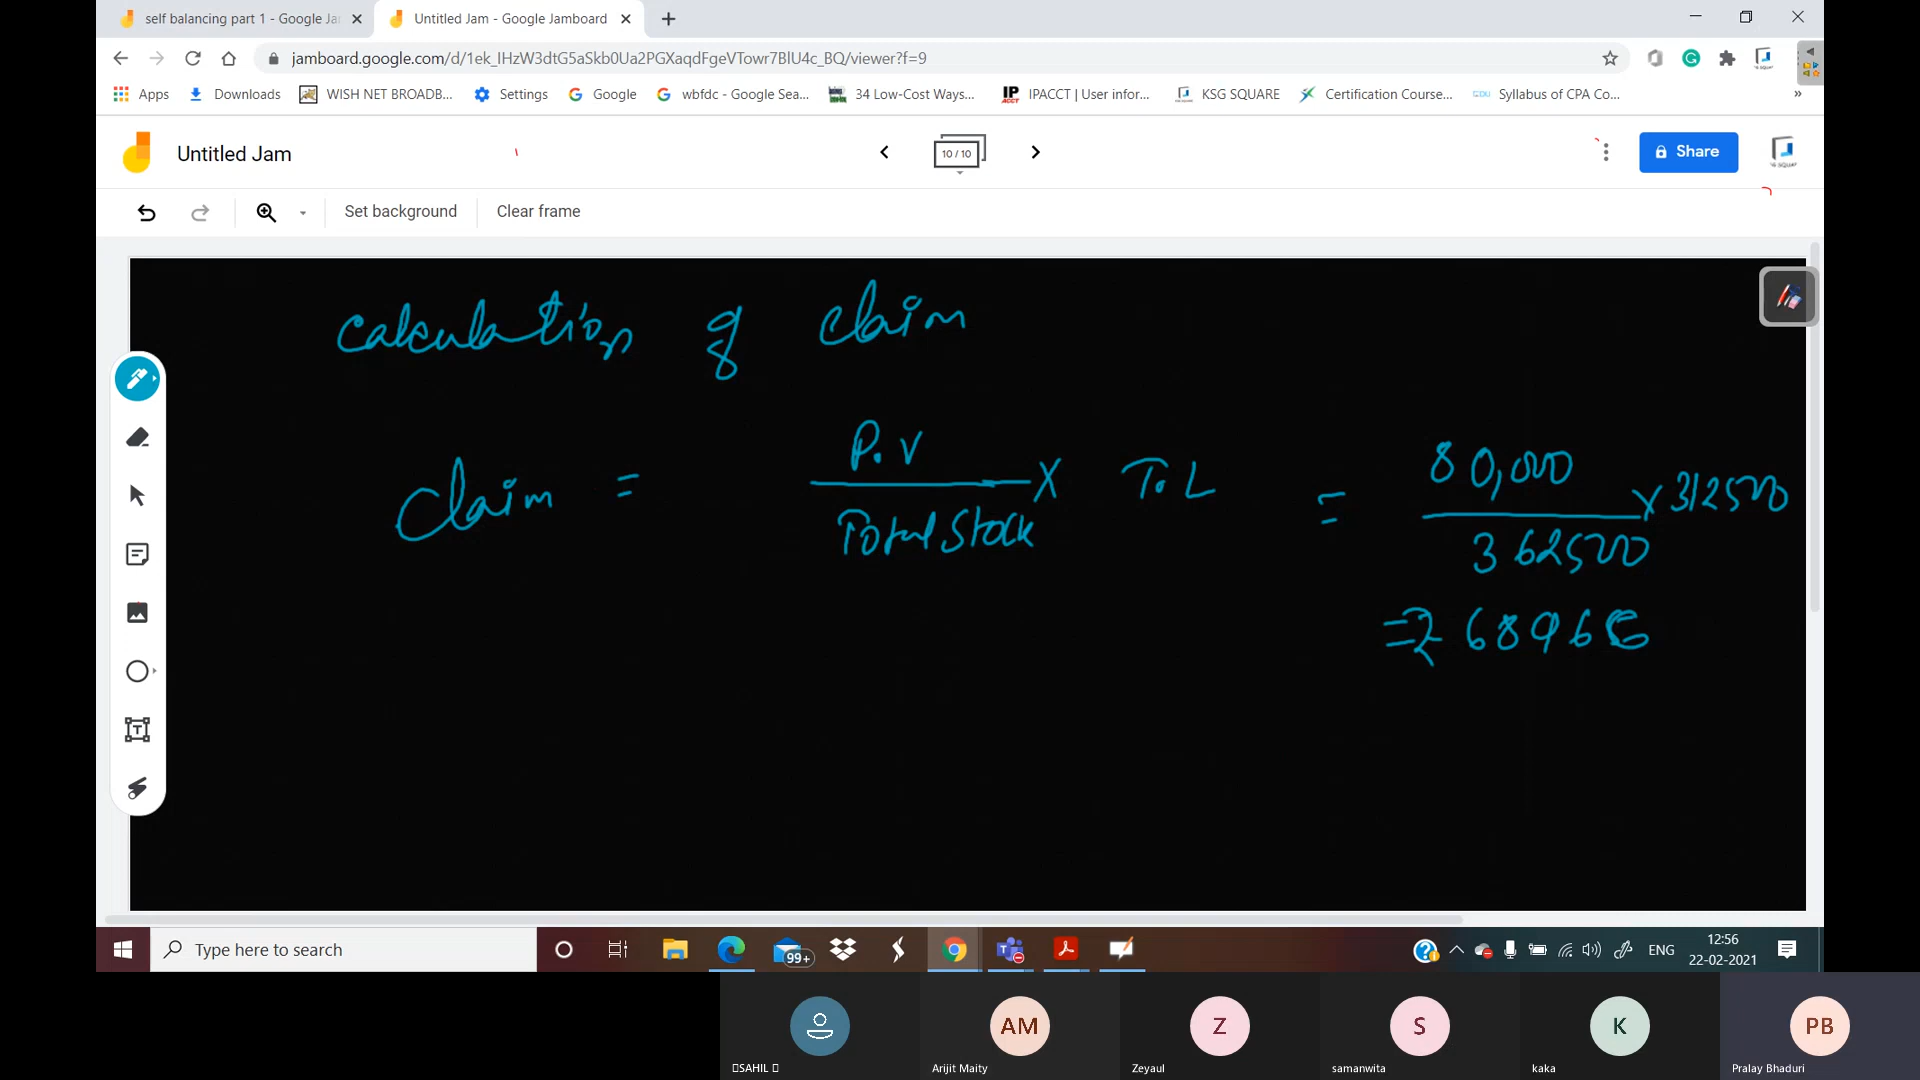 self balancing part 1 - Google Ja
Untitled Jam - Google Jamboard
jamboard.google.com/d/1ek_IHzW3dtG5aSkb0Ua2PGXaqdFgeVTowr7BlU4c_BQ/viewer?f=9
Apps Downloads WISH NET BROADB... Settings Google wbfdc - Google Sea... 34 Low-Cost Ways... IPACCT | User infor... KSG SQUARE Certification Course... Syllabus of CPA Co... »
Untitled Jam
10 / 10
Share
Set background Clear frame
calculation of claim
Claim = P.V / Total Stock × T.L = 80,000 / 362500 × 312500
= 68966
Type here to search
99+
ENG
12:56
22-02-2021
AM Z S K PB
SAHIL Arijit Maity Zeyaul samanwita kaka Pralay Bhaduri